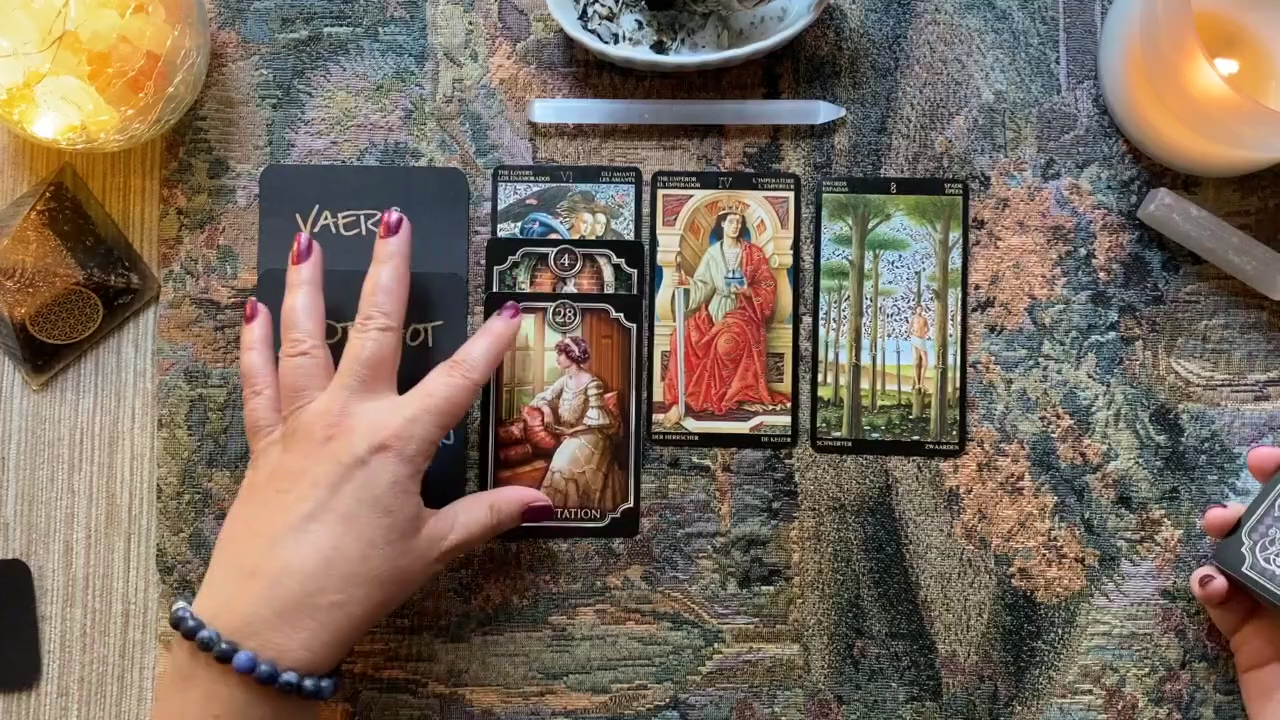 VAER
OT
THE LOVERS
LOS ENAMORADOS
VI
GLI AMANTI
LES AMANTS
4
28
TATION
THE EMPEROR
EL EMPERADOR
IV
L'IMPERATORE
L'EMPEREUR
DER HERRSCHER
DE KEIZER
SWORDS
ESPADAS
8
SPADE
ÉPÉES
SCHWERTER
ZWAARDEN